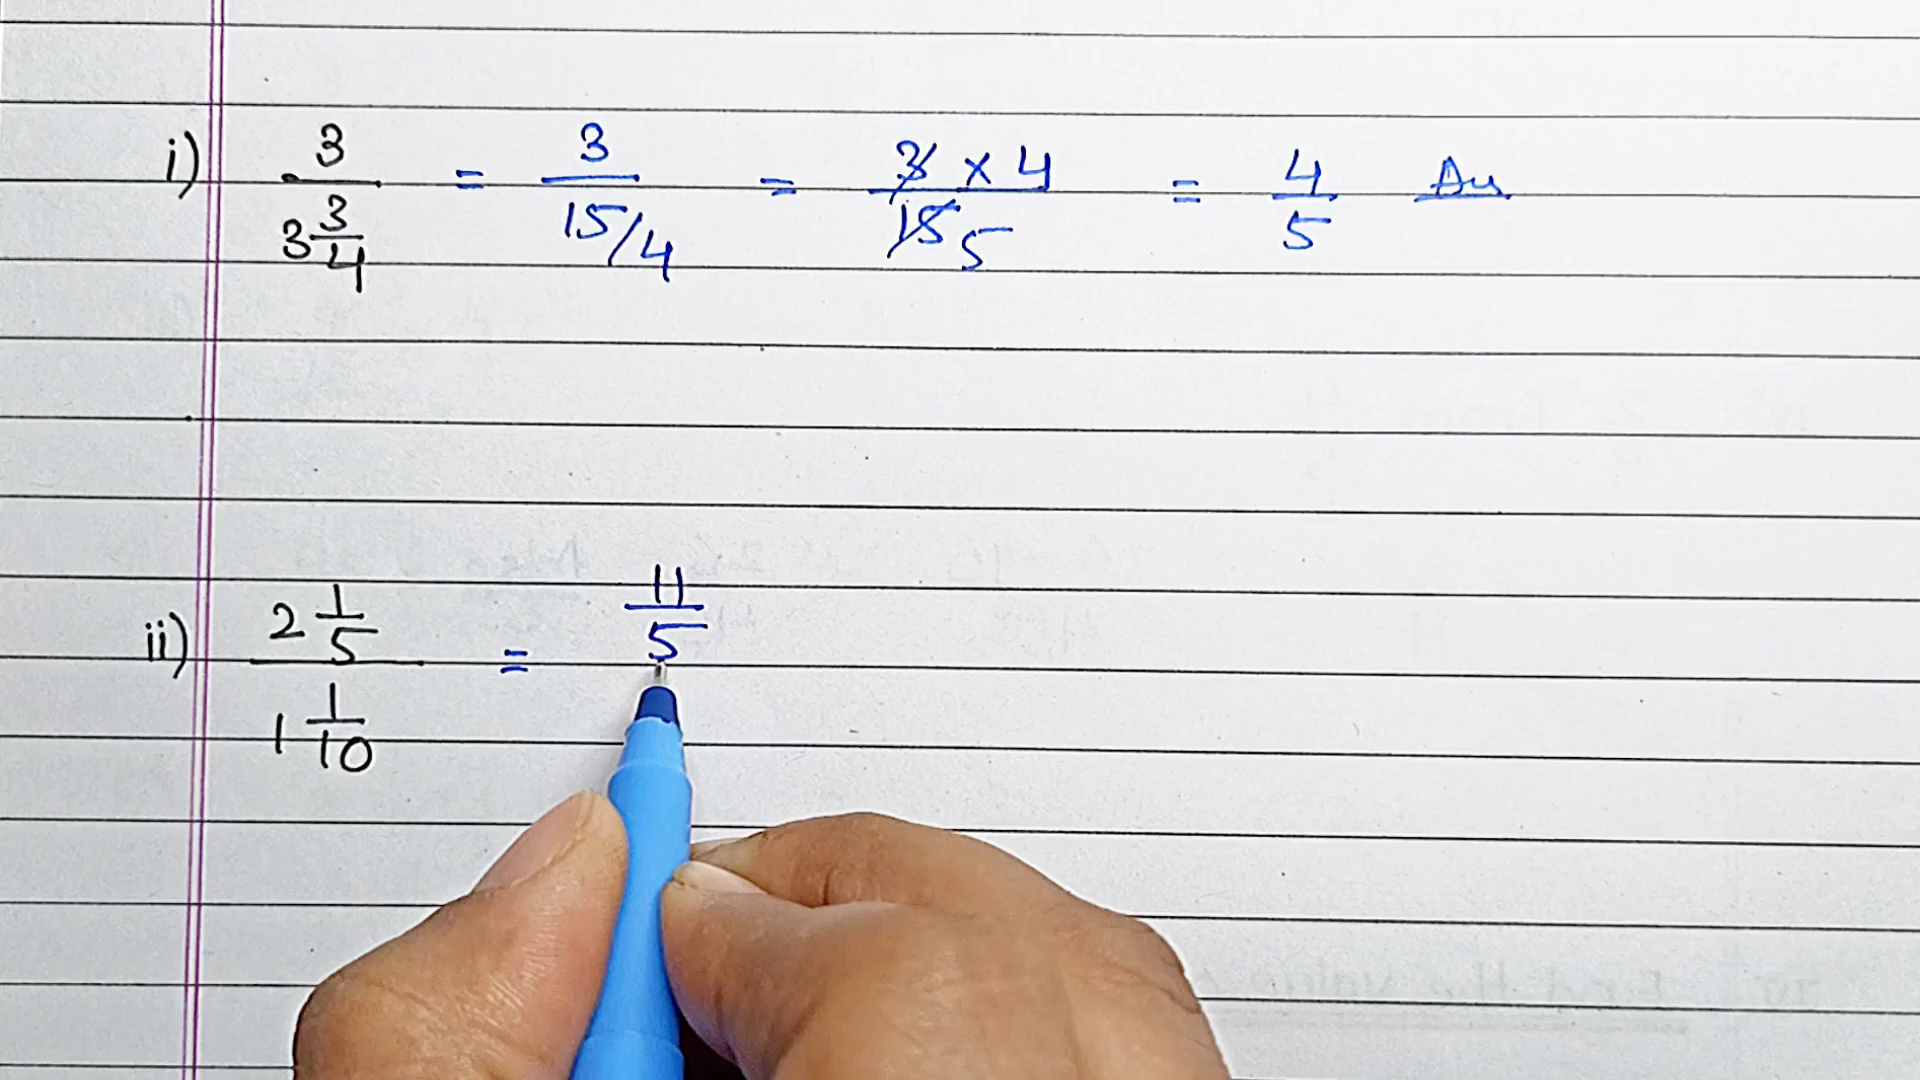 i) 3 / 3 3/4 = 3 / 15/4 = 3 × 4 / 15 5 = 4/5 Ans
ii) 2 1/5 / 1 1/10 = 11/5